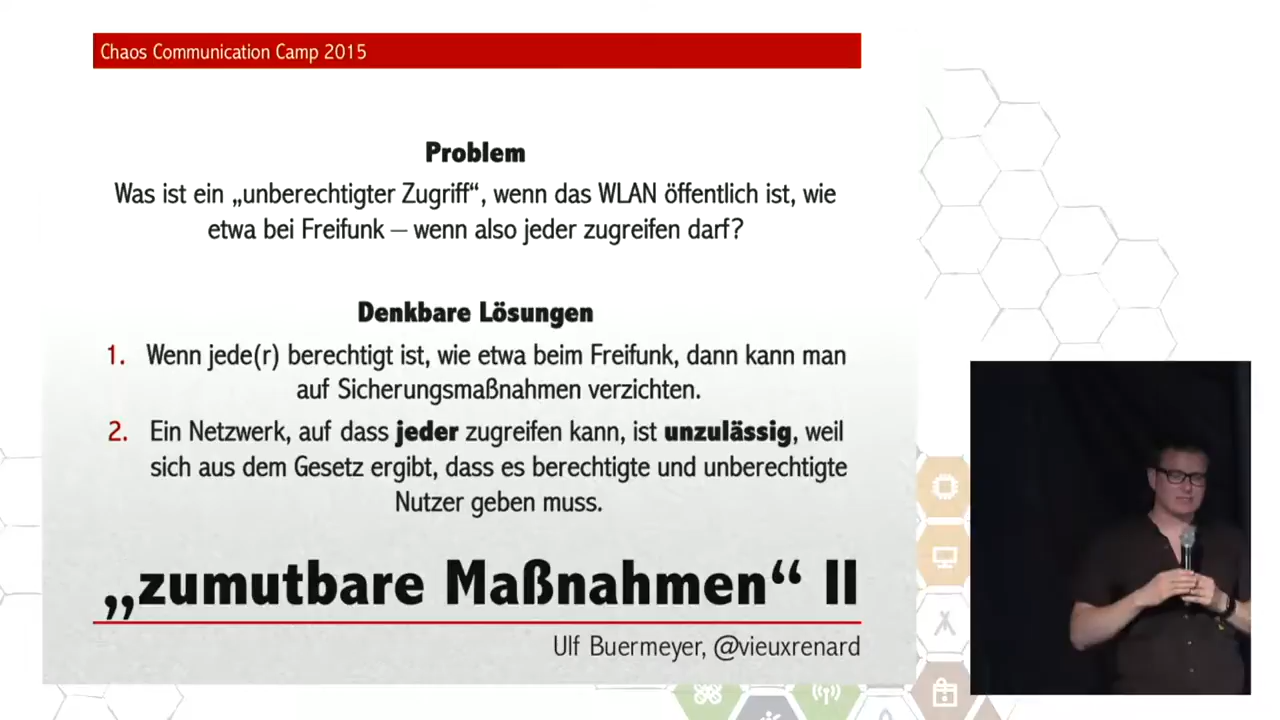 Chaos Communication Camp 2015
Problem
Was ist ein „unberechtigter Zugriff“, wenn das WLAN öffentlich ist, wie
etwa bei Freifunk – wenn also jeder zugreifen darf?
Denkbare Lösungen
1. Wenn jede(r) berechtigt ist, wie etwa beim Freifunk, dann kann man
auf Sicherungsmaßnahmen verzichten.
2. Ein Netzwerk, auf dass jeder zugreifen kann, ist unzulässig, weil
sich aus dem Gesetz ergibt, dass es berechtigte und unberechtigte
Nutzer geben muss.
„zumutbare Maßnahmen“ II
Ulf Buermeyer, @vieuxrenard